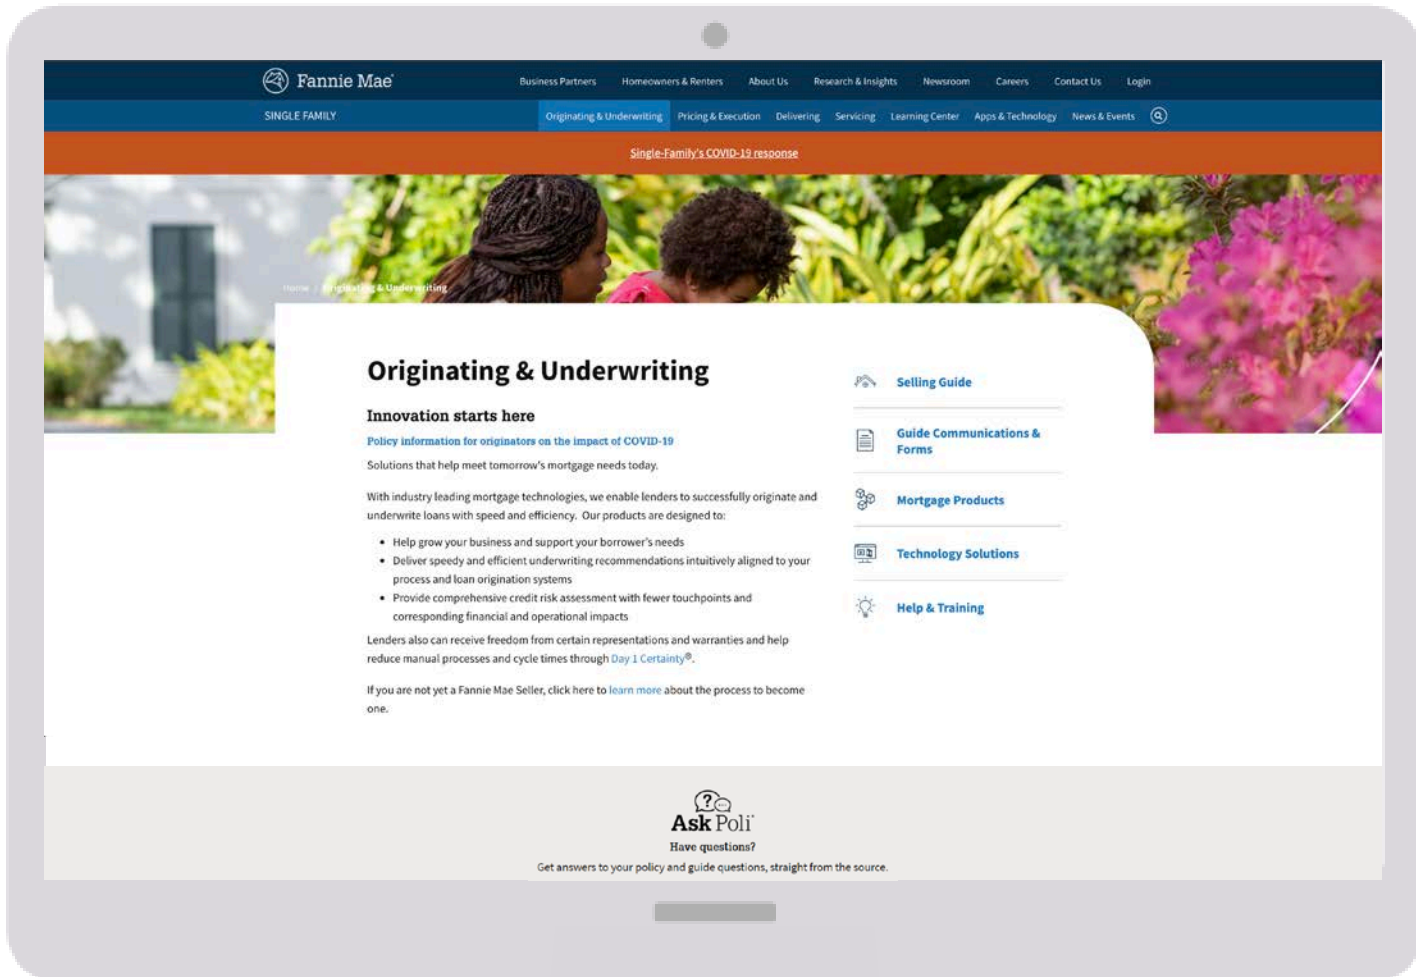 Fannie Mae®
Business Partners Homeowners & Renters About Us Research & Insights Newsroom Careers Contact Us Login
SINGLE FAMILY
Originating & Underwriting Pricing & Execution Delivering Servicing Learning Center Apps & Technology News & Events
Single-Family's COVID-19 response
Home / Originating & Underwriting
Originating & Underwriting
Innovation starts here
Policy information for originators on the impact of COVID-19
Solutions that help meet tomorrow's mortgage needs today.
With industry leading mortgage technologies, we enable lenders to successfully originate and
underwrite loans with speed and efficiency. Our products are designed to:
• Help grow your business and support your borrower's needs
• Deliver speedy and efficient underwriting recommendations intuitively aligned to your
process and loan origination systems
• Provide comprehensive credit risk assessment with fewer touchpoints and
corresponding financial and operational impacts
Lenders also can receive freedom from certain representations and warranties and help
reduce manual processes and cycle times through Day 1 Certainty®.
If you are not yet a Fannie Mae Seller, click here to learn more about the process to become
one.
Selling Guide
Guide Communications &
Forms
Mortgage Products
Technology Solutions
Help & Training
?
Ask Poli®
Have questions?
Get answers to your policy and guide questions, straight from the source.